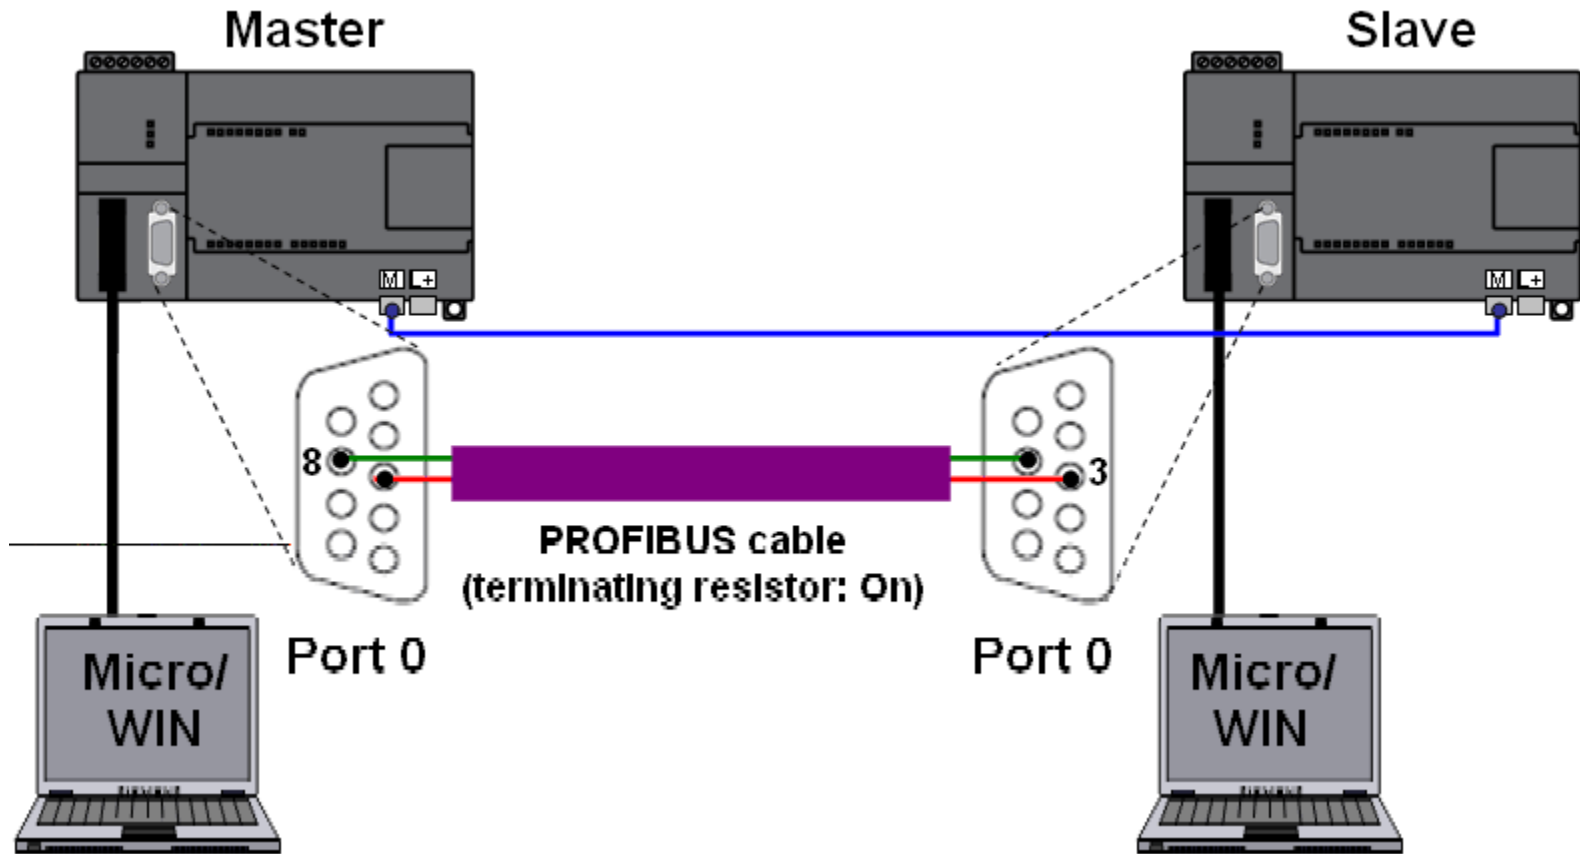 Master
Slave
M L+
M L+
8
3
PROFIBUS cable
(terminating resistor: On)
Port 0
Port 0
Micro/
WIN
Micro/
WIN